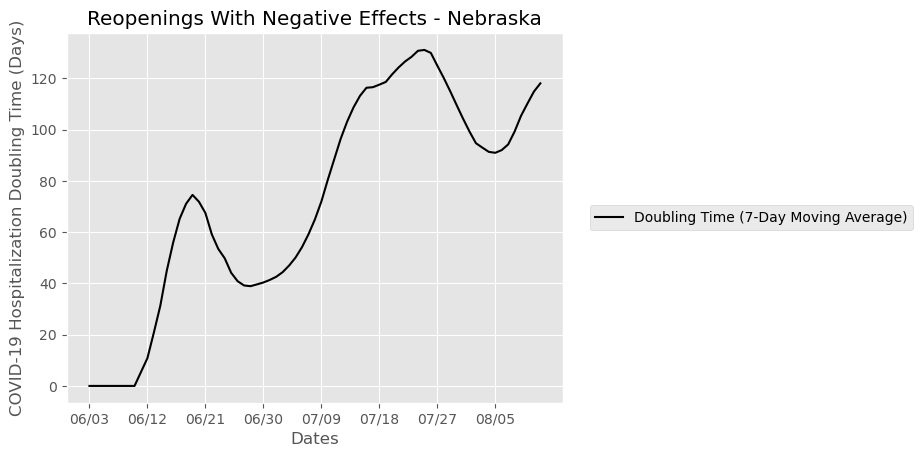 Reopenings With Negative Effects - Nebraska
COVID-19 Hospitalization Doubling Time (Days)
120
100
80
60
40
20
0
06/03 06/12 06/21 06/30 07/09 07/18 07/27 08/05
Dates
Doubling Time (7-Day Moving Average)